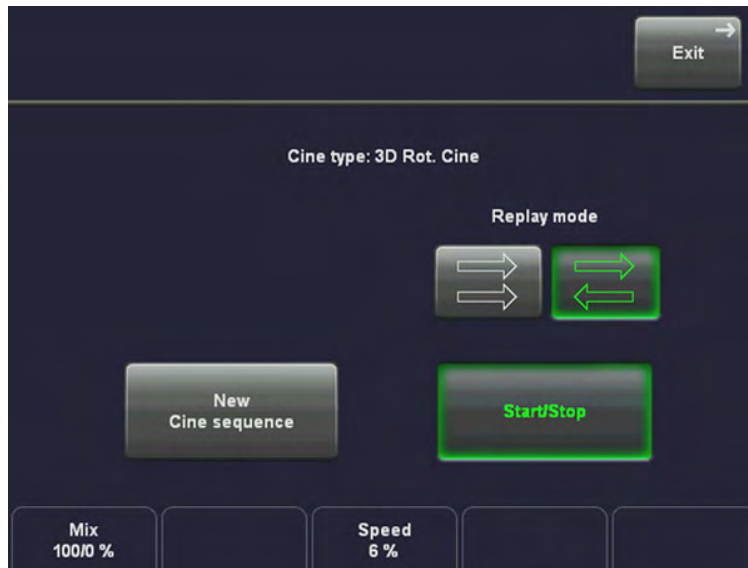 Exit
Cine type: 3D Rot. Cine
Replay mode
New
Cine sequence
Start/Stop
Mix
100/0 %
Speed
6 %